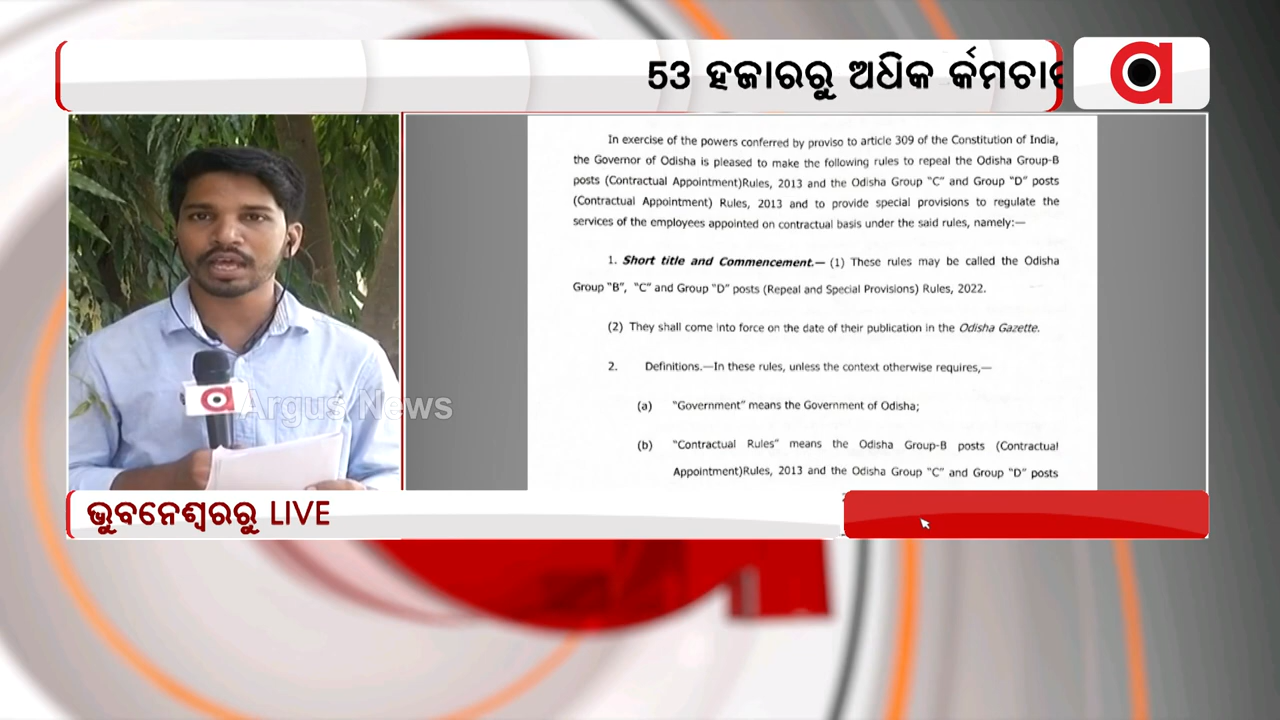 53 ହଜାରରୁ ଅଧିକ ର୍କମଚାର
a
In exercise of the powers conferred by proviso to article 309 of the Constitution of India,
the Governor of Odisha is pleased to make the following rules to repeal the Odisha Group-B
posts (Contractual Appointment)Rules, 2013 and the Odisha Group "C" and Group "D" posts
(Contractual Appointment) Rules, 2013 and to provide special provisions to regulate the
services of the employees appointed on contractual basis under the said rules, namely:—
1. Short title and Commencement.— (1) These rules may be called the Odisha
Group "B", "C" and Group "D" posts (Repeal and Special Provisions) Rules, 2022.
(2) They shall come into force on the date of their publication in the Odisha Gazette.
2. Definitions.—In these rules, unless the context otherwise requires,—
(a) "Government" means the Government of Odisha;
(b) "Contractual Rules" means the Odisha Group-B posts (Contractual
Appointment)Rules, 2013 and the Odisha Group "C" and Group "D" posts
a
Argus News
ଭୁବନେଶ୍ୱରରୁ LIVE